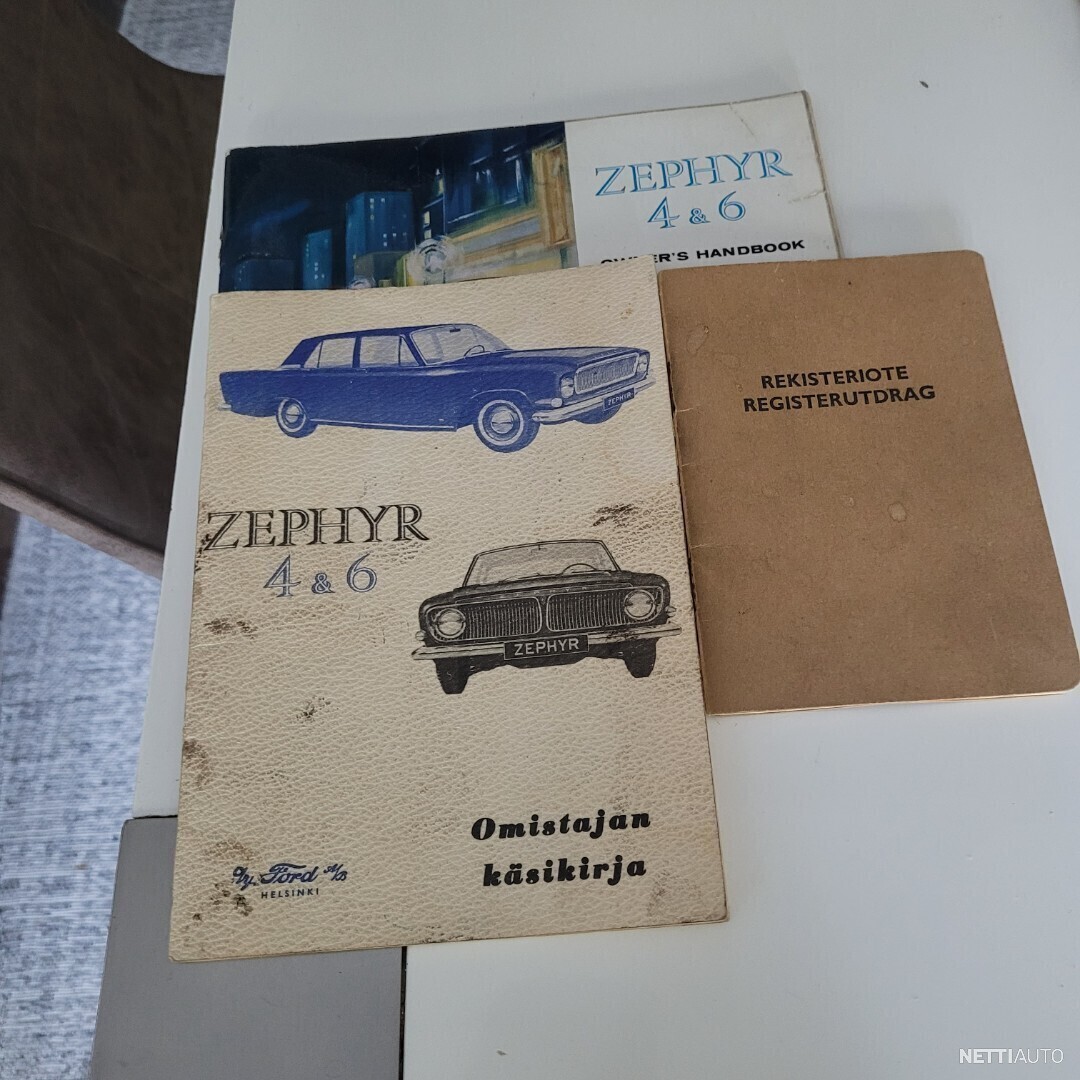 ZEPHYR
4 & 6
OWNER'S HANDBOOK
REKISTERIOTE
REGISTERUTDRAG
ZEPHYR
ZEPHYR
4 & 6
ZEPHYR
Omistajan
käsikirja
O/y. Ford A/B
HELSINKI
NETTIAUTO